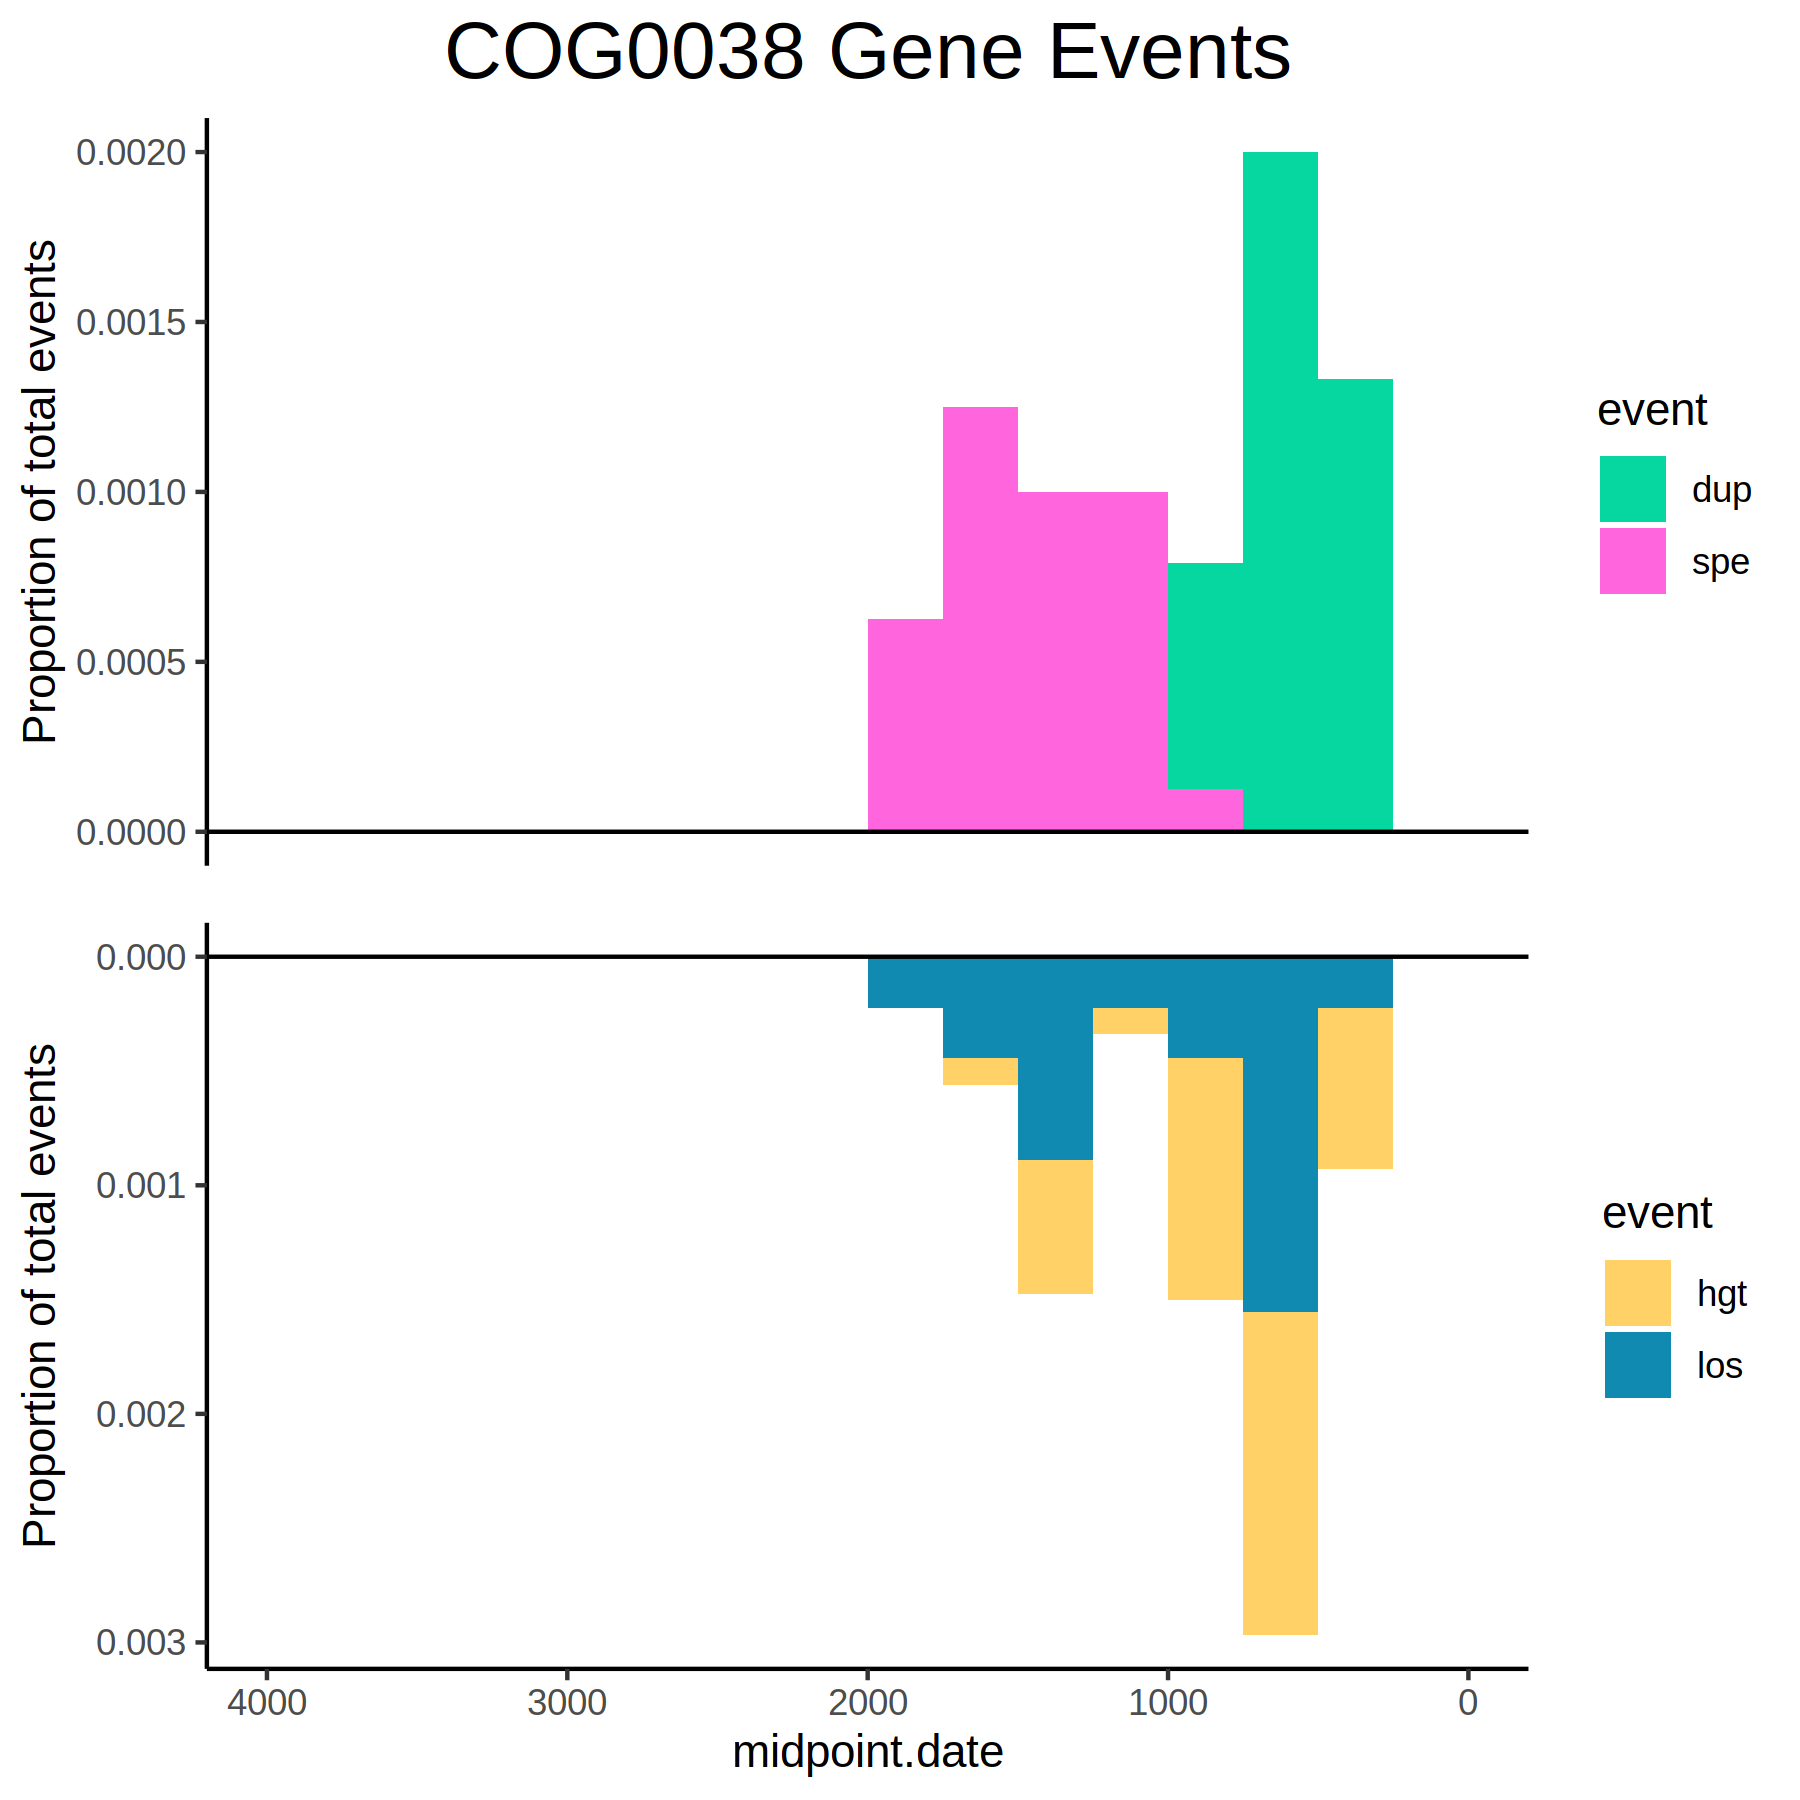 COG0038 Gene Events
Proportion of total events
0.0020
0.0015
0.0010
0.0005
0.0000
event
dup
spe
Proportion of total events
0.000
0.001
0.002
0.003
event
hgt
los
4000 3000 2000 1000 0
midpoint.date